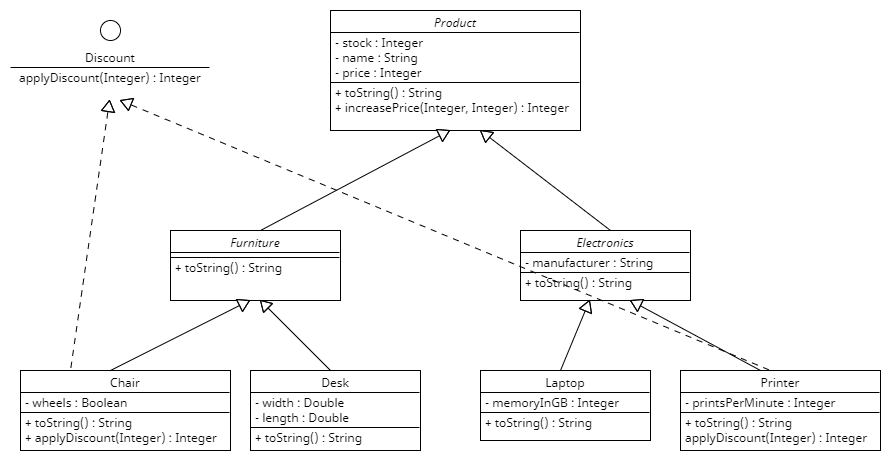 Discount
applyDiscount(Integer) : Integer
Product
- stock : Integer
- name : String
- price : Integer
+ toString() : String
+ increasePrice(Integer, Integer) : Integer
Furniture
+ toString() : String
Electronics
- manufacturer : String
+ toString() : String
Chair
- wheels : Boolean
+ toString() : String
+ applyDiscount(Integer) : Integer
Desk
- width : Double
- length : Double
+ toString() : String
Laptop
- memoryInGB : Integer
+ toString() : String
Printer
- printsPerMinute : Integer
+ toString() : String
applyDiscount(Integer) : Integer